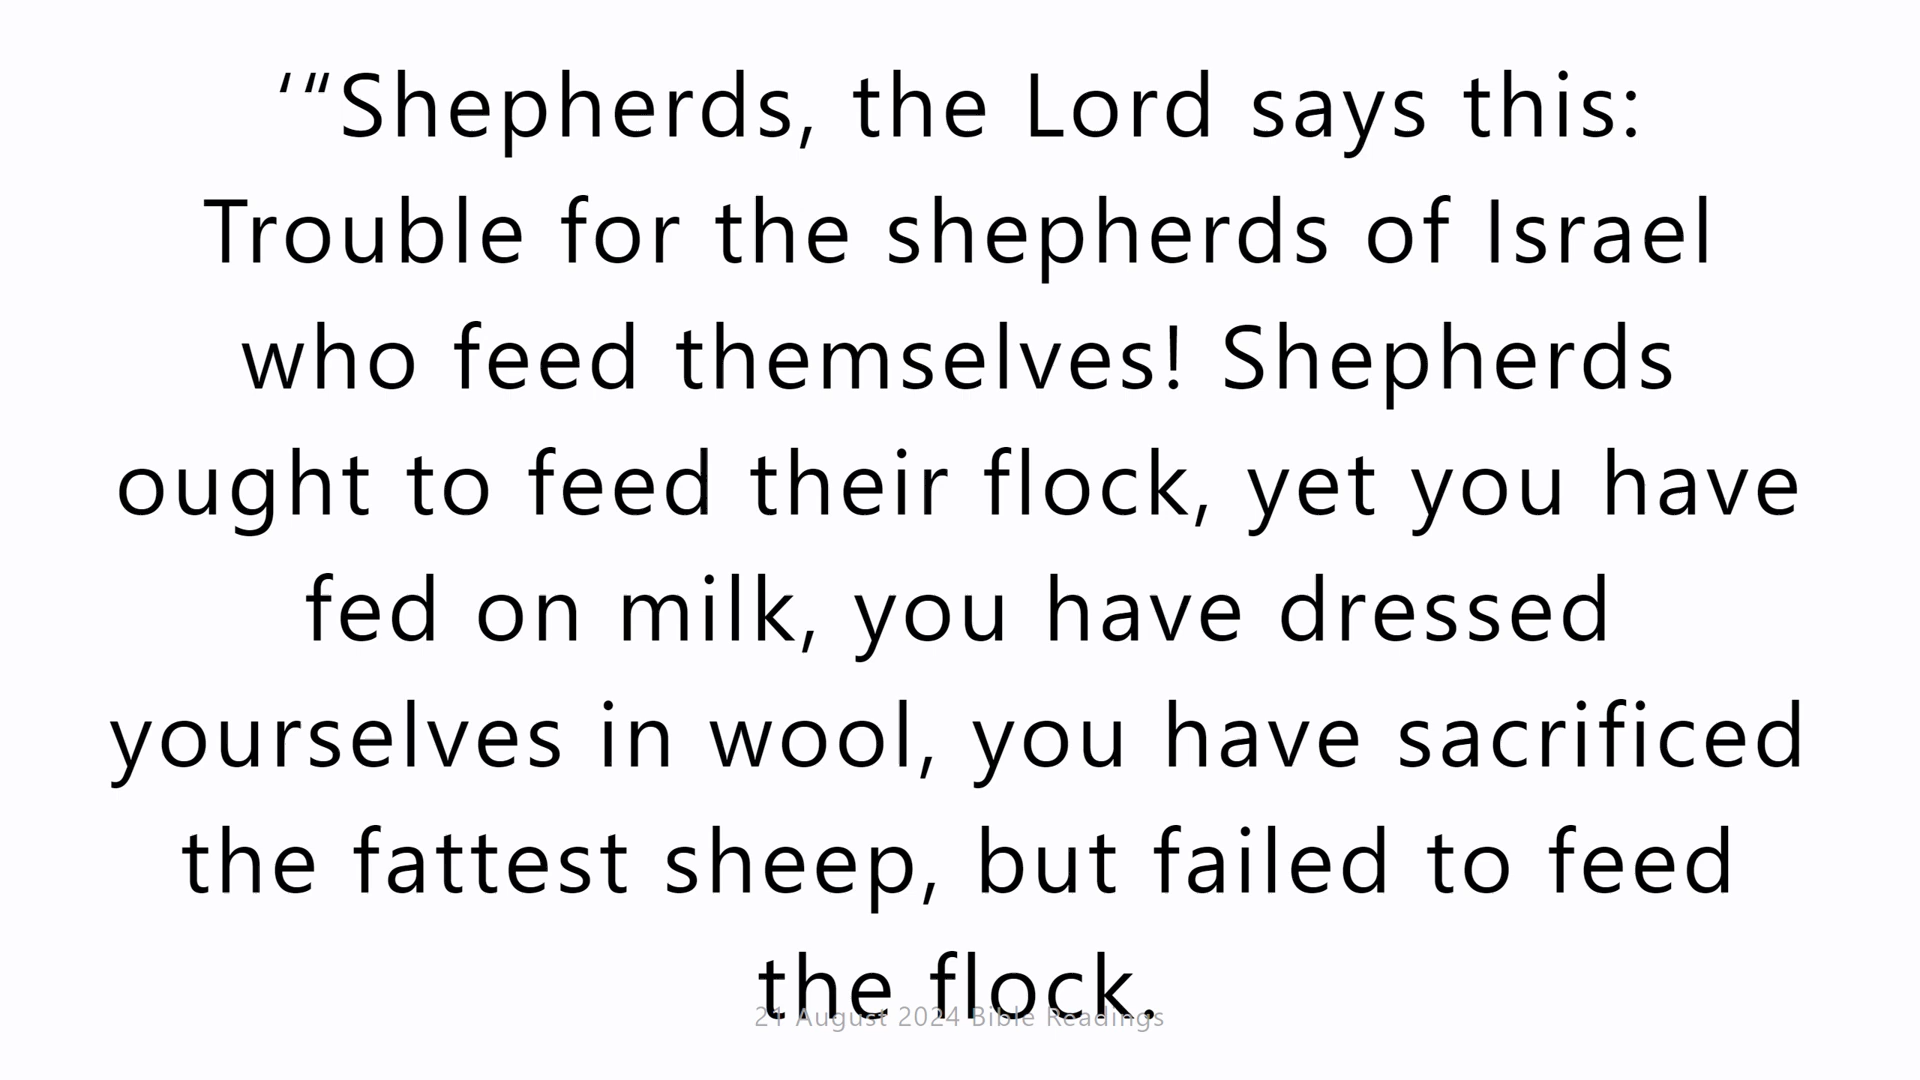 ‘“Shepherds, the Lord says this:
Trouble for the shepherds of Israel
who feed themselves! Shepherds
ought to feed their flock, yet you have
fed on milk, you have dressed
yourselves in wool, you have sacrificed
the fattest sheep, but failed to feed
the flock.
21 August 2024 Bible Readings